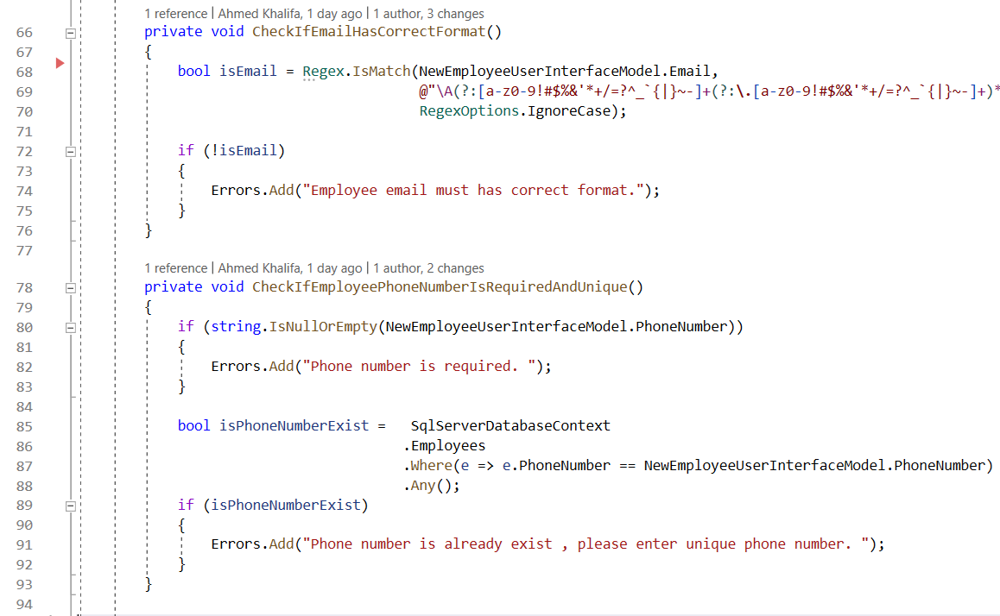 1 reference | Ahmed Khalifa, 1 day ago | 1 author, 3 changes
66 private void CheckIfEmailHasCorrectFormat()
67 {
68 bool isEmail = Regex.IsMatch(NewEmployeeUserInterfaceModel.Email,
69 @"\A(?:[a-z0-9!#$%&'*+/=?^_`{|}~-]+(?:\.[a-z0-9!#$%&'*+/=?^_`{|}~-]+)*
70 RegexOptions.IgnoreCase);
71
72 if (!isEmail)
73 {
74 Errors.Add("Employee email must has correct format.");
75 }
76 }
77
1 reference | Ahmed Khalifa, 1 day ago | 1 author, 2 changes
78 private void CheckIfEmployeePhoneNumberIsRequiredAndUnique()
79 {
80 if (string.IsNullOrEmpty(NewEmployeeUserInterfaceModel.PhoneNumber))
81 {
82 Errors.Add("Phone number is required. ");
83 }
84
85 bool isPhoneNumberExist = SqlServerDatabaseContext
86 .Employees
87 .Where(e => e.PhoneNumber == NewEmployeeUserInterfaceModel.PhoneNumber)
88 .Any();
89 if (isPhoneNumberExist)
90 {
91 Errors.Add("Phone number is already exist , please enter unique phone number. ");
92 }
93 }
94